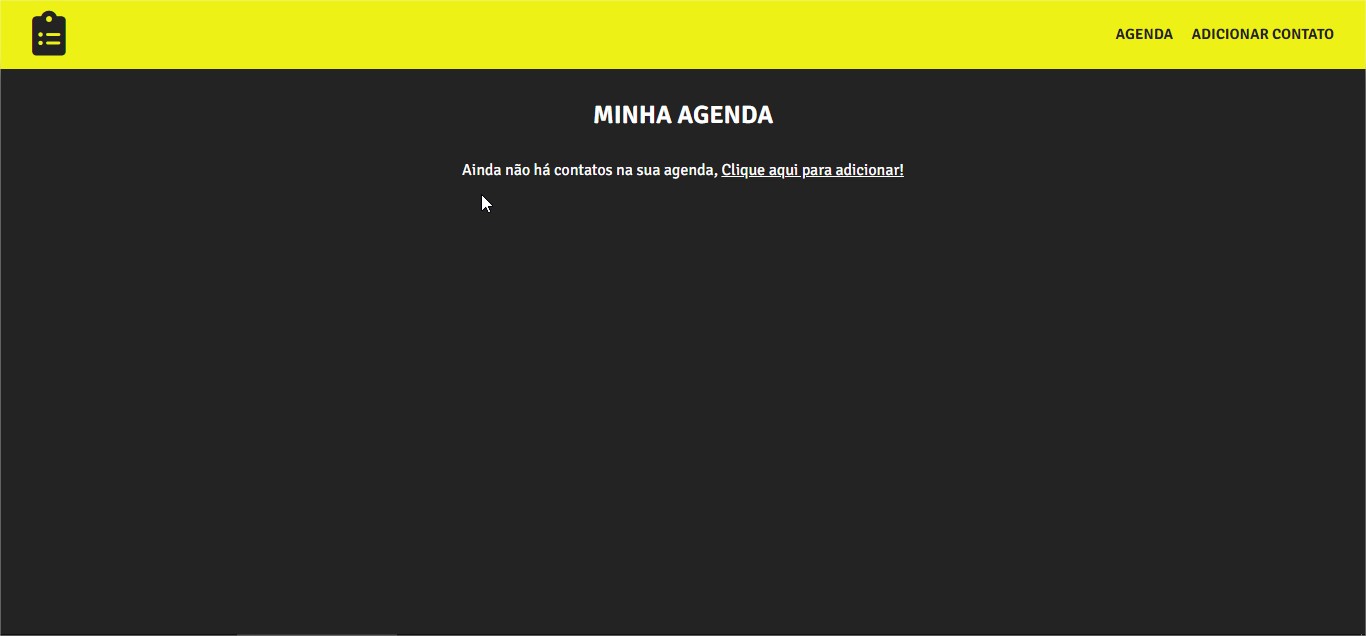 AGENDA ADICIONAR CONTATO
MINHA AGENDA
Ainda não há contatos na sua agenda, Clique aqui para adicionar!